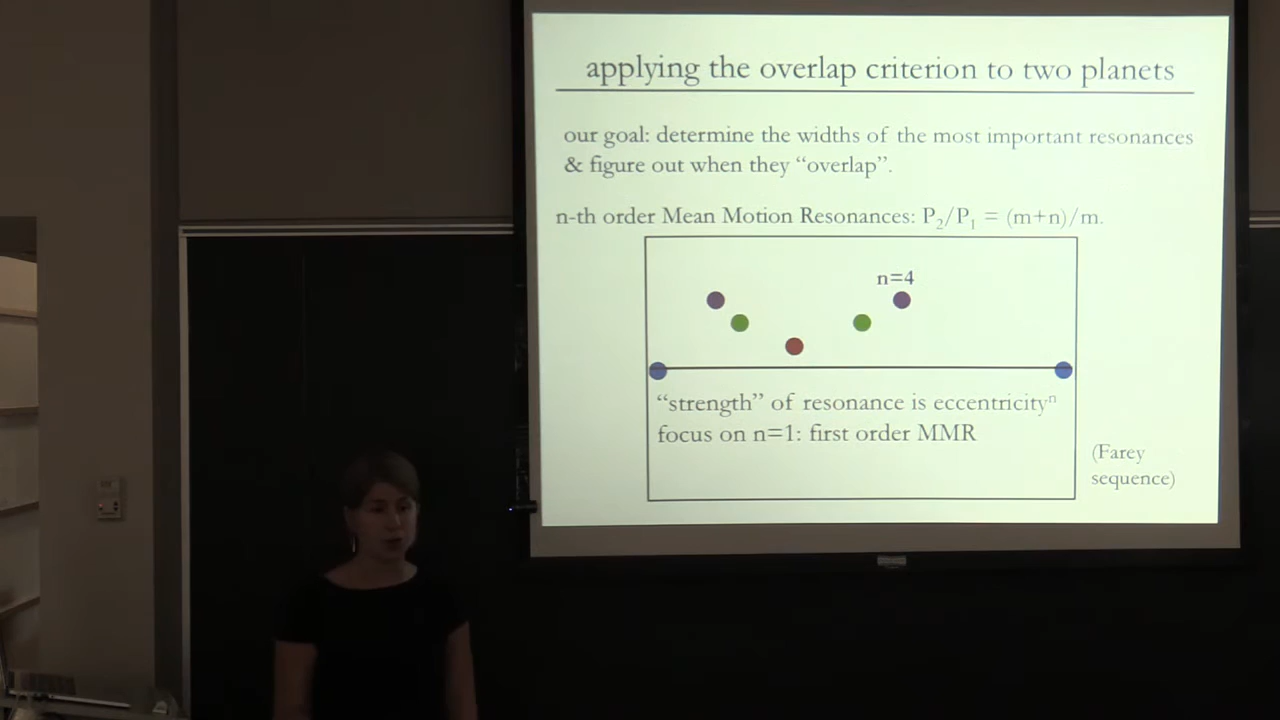 applying the overlap criterion to two planets
our goal: determine the widths of the most important resonances
& figure out when they “overlap”.
n-th order Mean Motion Resonances: P₂/P₁ = (m+n)/m.
n=4
“strength” of resonance is eccentricityⁿ
focus on n=1: first order MMR
(Farey
sequence)